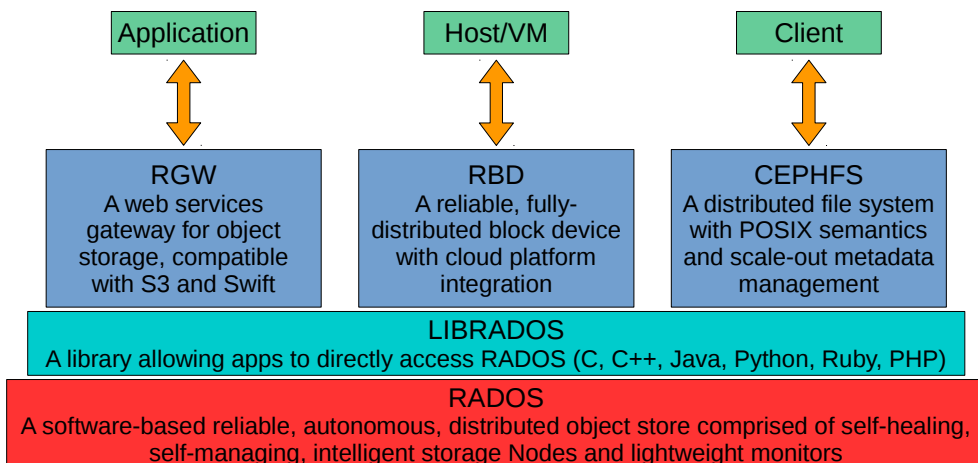 Application
Host/VM
Client
RGW
A web services
gateway for object
storage, compatible
with S3 and Swift
RBD
A reliable, fully-
distributed block device
with cloud platform
integration
CEPHFS
A distributed file system
with POSIX semantics
and scale-out metadata
management
LIBRADOS
A library allowing apps to directly access RADOS (C, C++, Java, Python, Ruby, PHP)
RADOS
A software-based reliable, autonomous, distributed object store comprised of self-healing,
self-managing, intelligent storage Nodes and lightweight monitors